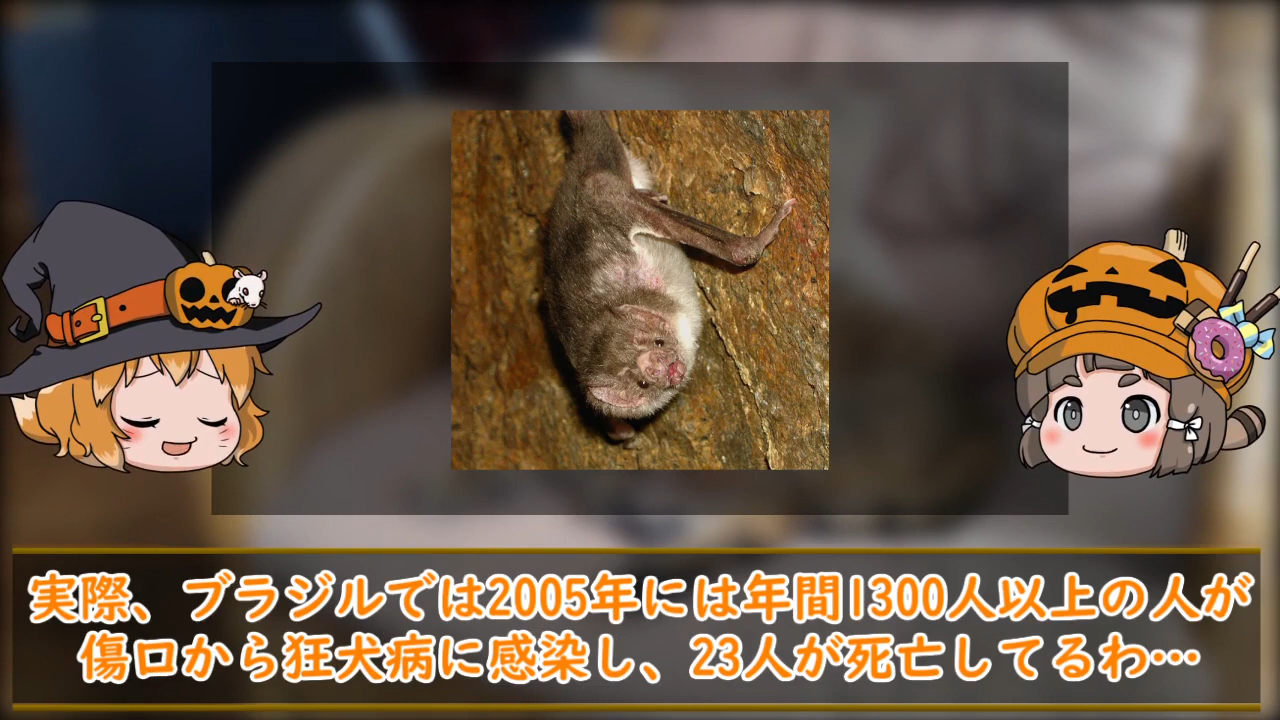 実際、ブラジルでは2005年には年間1300人以上の人が
傷口から狂犬病に感染し、23人が死亡してるわ…